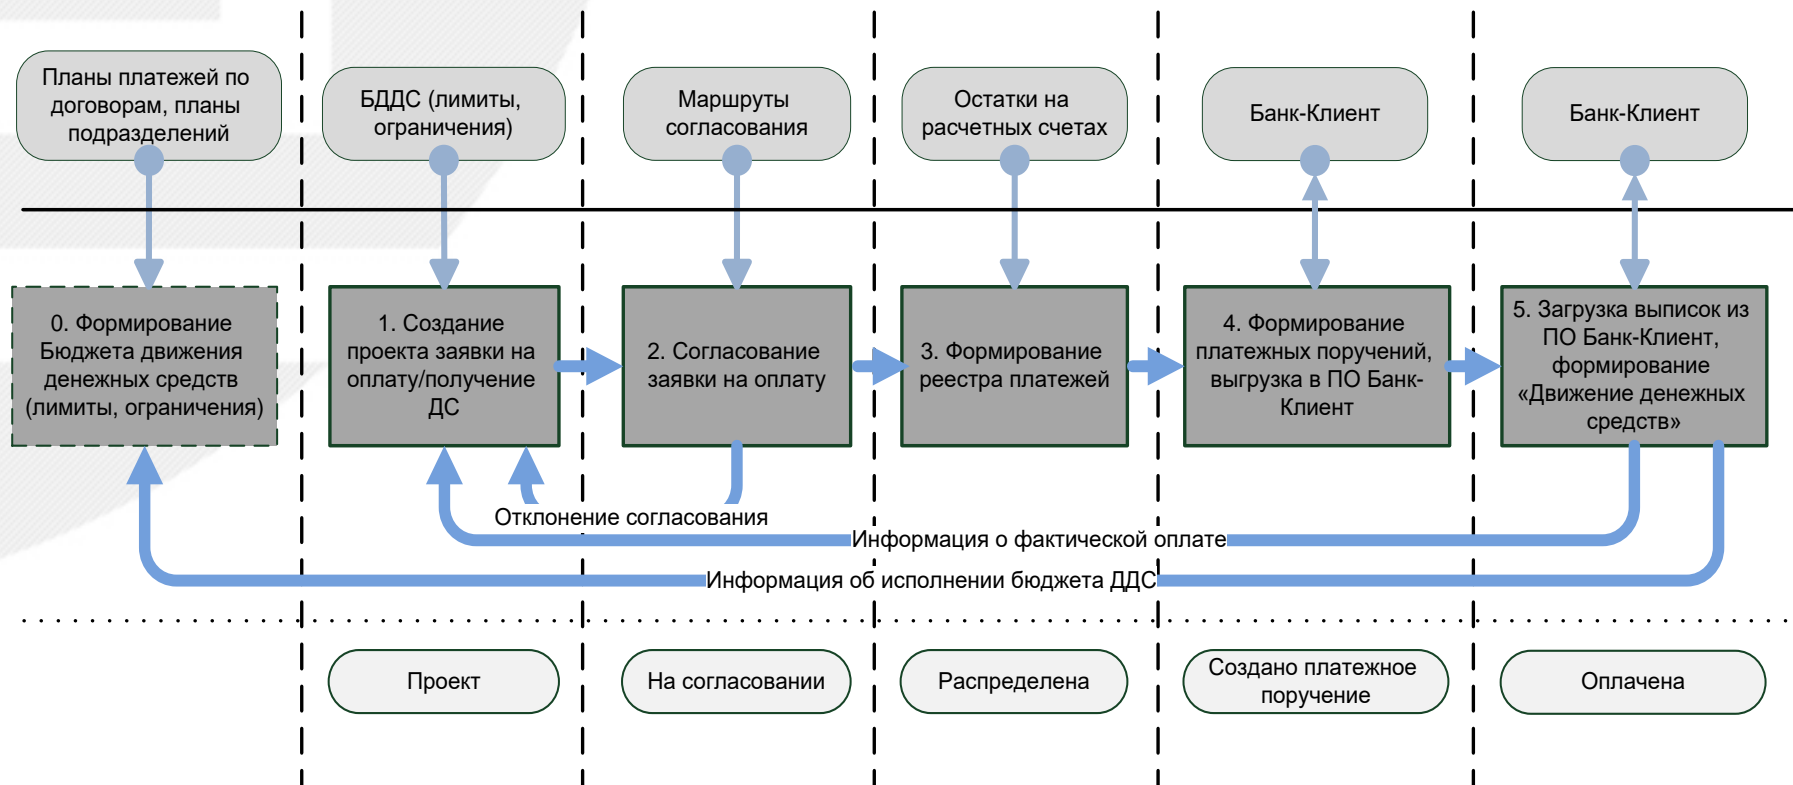 Планы платежей по
договорам, планы
подразделений
БДДС (лимиты,
ограничения)
Маршруты
согласования
Остатки на
расчетных счетах
Банк-Клиент
Банк-Клиент
0. Формирование
Бюджета движения
денежных средств
(лимиты, ограничения)
1. Создание
проекта заявки на
оплату/получение
ДС
2. Согласование
заявки на оплату
3. Формирование
реестра платежей
4. Формирование
платежных поручений,
выгрузка в ПО Банк-
Клиент
5. Загрузка выписок из
ПО Банк-Клиент,
формирование
«Движение денежных
средств»
Отклонение согласования
Информация о фактической оплате
Информация об исполнении бюджета ДДС
Проект
На согласовании
Распределена
Создано платежное
поручение
Оплачена